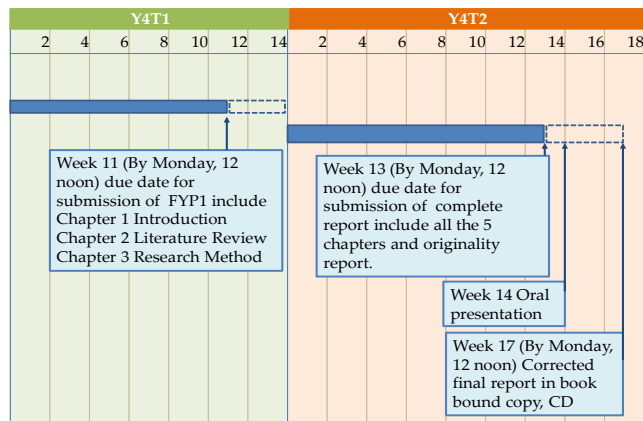 Y4T1 Y4T2
2 4 6 8 10 12 14 2 4 6 8 10 12 14 16 18
Week 11 (By Monday, 12
noon) due date for
submission of FYP1 include
Chapter 1 Introduction
Chapter 2 Literature Review
Chapter 3 Research Method
Week 13 (By Monday, 12
noon) due date for
submission of complete
report include all the 5
chapters and originality
report.
Week 14 Oral
presentation
Week 17 (By Monday,
12 noon) Corrected
final report in book
bound copy, CD